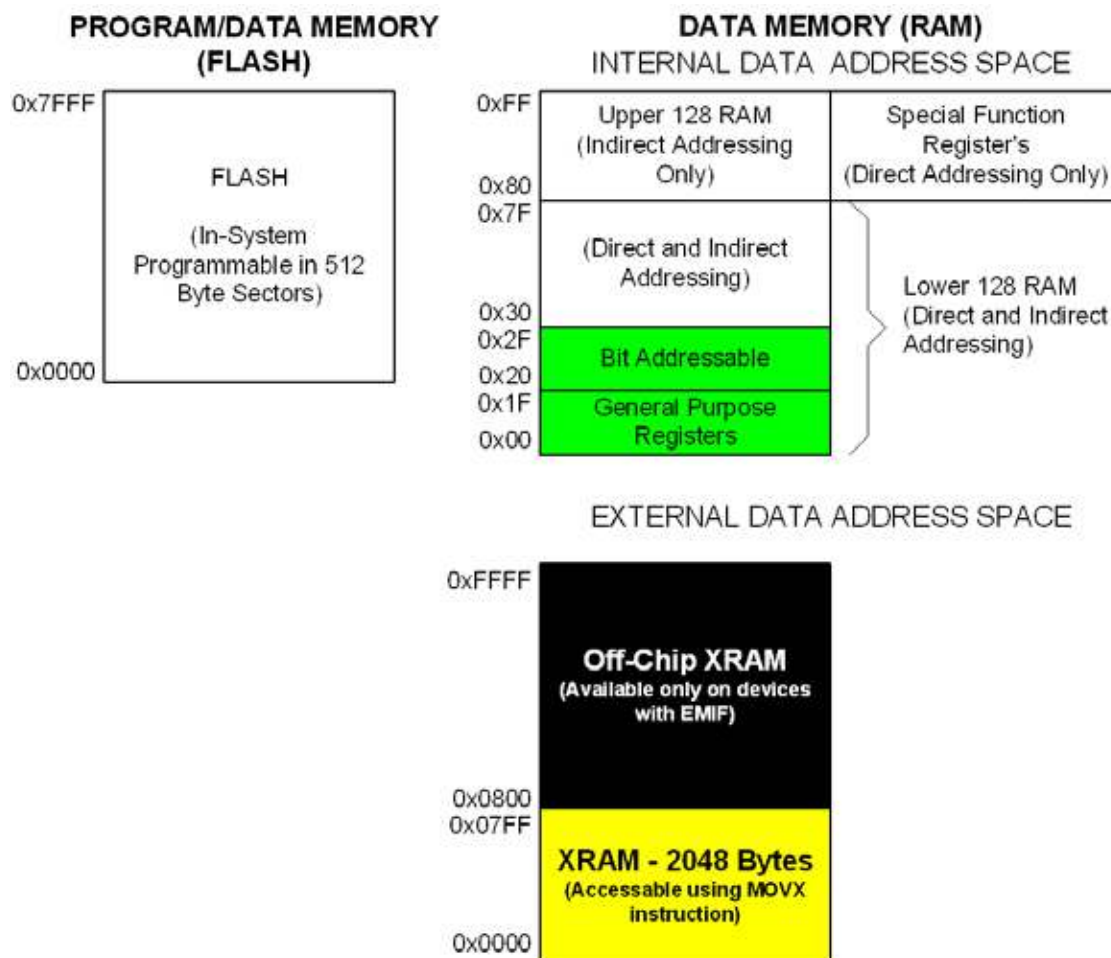 PROGRAM/DATA MEMORY
(FLASH)
0x7FFF
FLASH
(In-System
Programmable in 512
Byte Sectors)
0x0000
DATA MEMORY (RAM)
INTERNAL DATA ADDRESS SPACE
0xFF
Upper 128 RAM
(Indirect Addressing
Only)
0x80
Special Function
Register's
(Direct Addressing Only)
0x7F
(Direct and Indirect
Addressing)
0x30
0x2F
Bit Addressable
0x20
0x1F
General Purpose
Registers
0x00
Lower 128 RAM
(Direct and Indirect
Addressing)
EXTERNAL DATA ADDRESS SPACE
0xFFFF
Off-Chip XRAM
(Available only on devices
with EMIF)
0x0800
0x07FF
XRAM - 2048 Bytes
(Accessable using MOVX
instruction)
0x0000